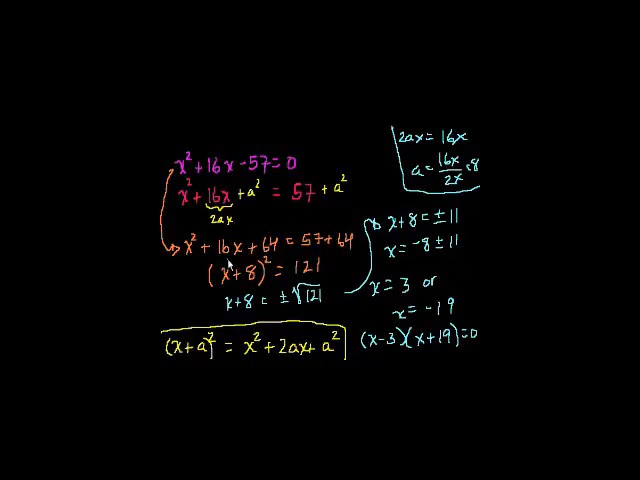 x² + 16x - 57 = 0
x² + 16x + a² = 57 + a²
2ax
x² + 16x + 64 = 57 + 64
(x + 8)² = 121
x + 8 = ± √121
(x + a)² = x² + 2ax + a²
2ax = 16x
a = 16x/2x = 8
x + 8 = ± 11
x = -8 ± 11
x = 3 or
x = -19
(x - 3)(x + 19) = 0